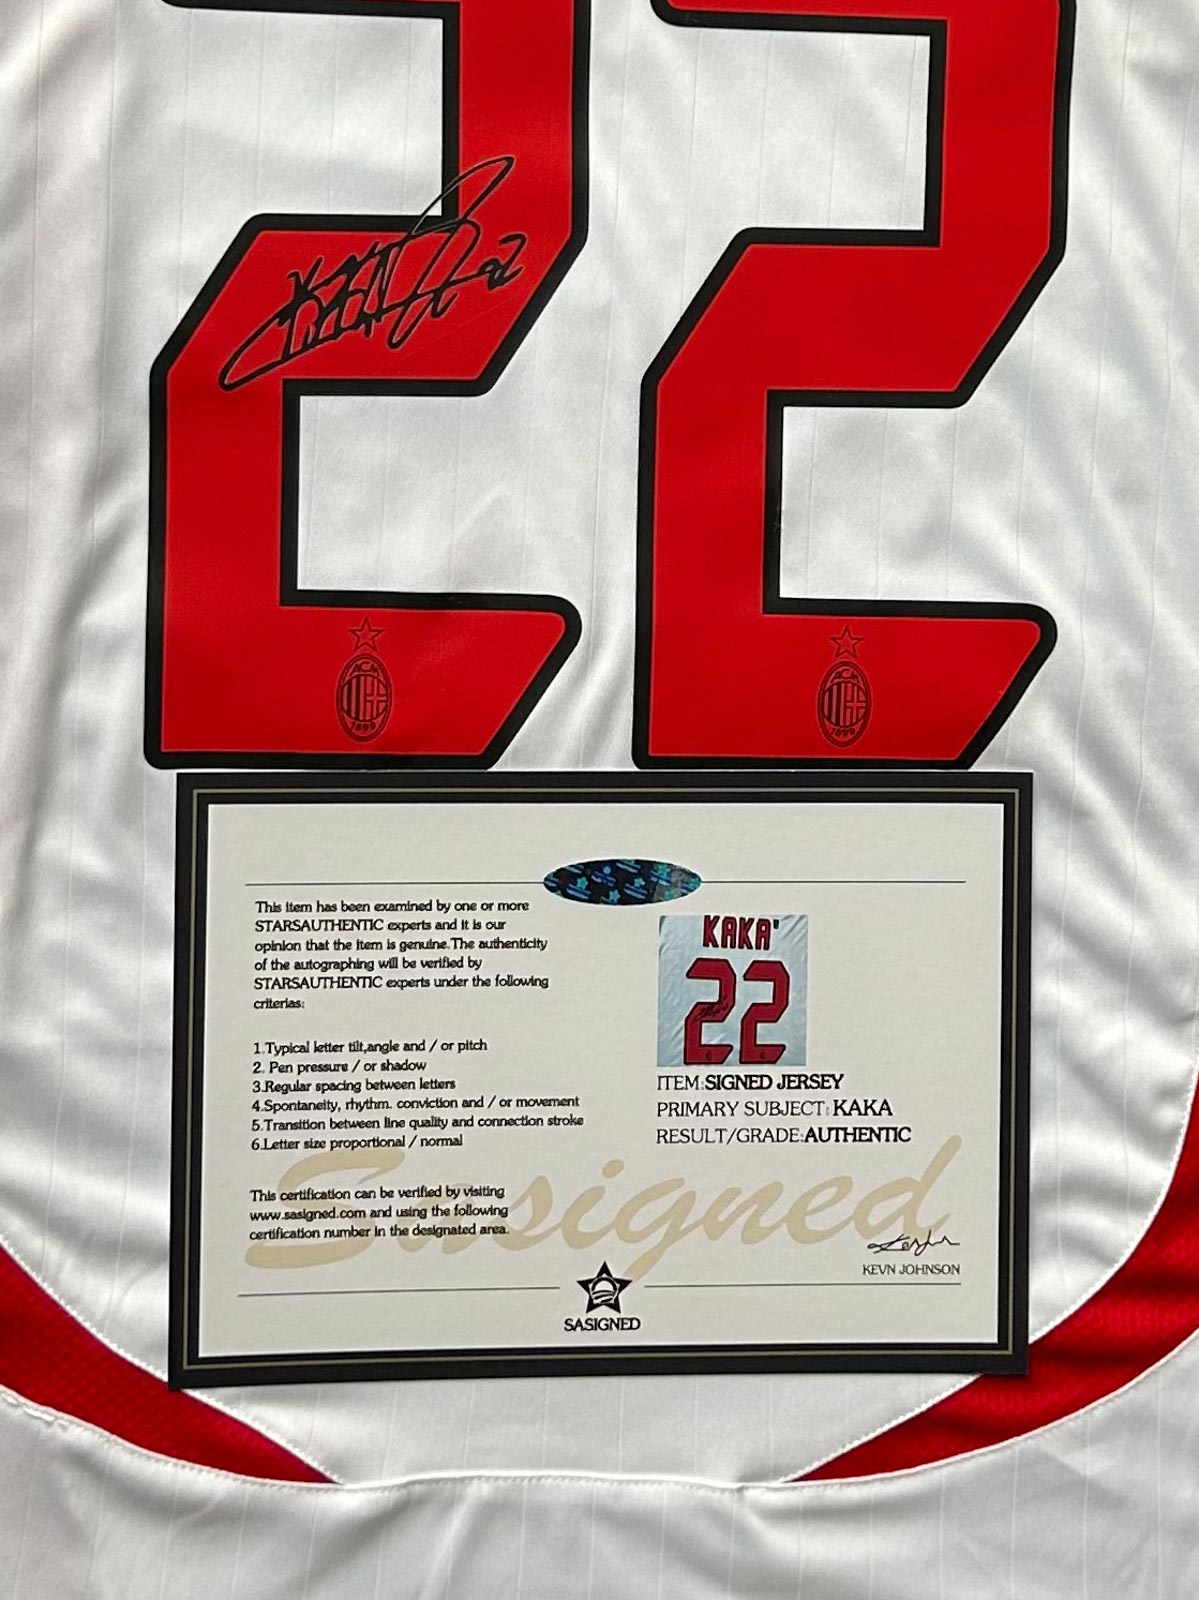 22
ACM
1899
ACM
1899
This item has been examined by one or more
STARSAUTHENTIC experts and it is our
opinion that the item is genuine.The authenticity
of the autographing will be verified by
STARSAUTHENTIC experts under the following
criterias:
1.Typical letter tilt,angle and / or pitch
2. Pen pressure / or shadow
3.Regular spacing between letters
4.Spontaneity, rhythm. conviction and / or movement
5.Transition between line quality and connection stroke
6.Letter size proportional / normal
This certification can be verified by visiting
www.sasigned.com and using the following
certification number in the designated area.
KAKA'
22
ITEM:SIGNED JERSEY
PRIMARY SUBJECT: KAKA
RESULT/GRADE:AUTHENTIC
Sasigned
KEVN JOHNSON
SASIGNED